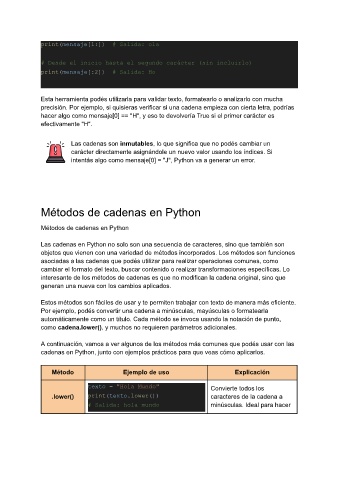 print(mensaje[1:])  # Salida: ola
# Desde el inicio hasta el segundo carácter (sin incluirlo)
print(mensaje[:2])  # Salida: Ho
Esta herramienta podés utilizarla para validar texto, formatearlo o analizarlo con mucha
precisión. Por ejemplo, si quisieras verificar si una cadena empieza con cierta letra, podrías
hacer algo como mensaje[0] == "H", y eso te devolvería True si el primer carácter es
efectivamente "H".
Las cadenas son inmutables, lo que significa que no podés cambiar un
carácter directamente asignándole un nuevo valor usando los índices. Si
intentás algo como mensaje[0] = "J", Python va a generar un error.
Métodos de cadenas en Python
Métodos de cadenas en Python
Las cadenas en Python no solo son una secuencia de caracteres, sino que también son
objetos que vienen con una variedad de métodos incorporados. Los métodos son funciones
asociadas a las cadenas que podés utilizar para realizar operaciones comunes, como
cambiar el formato del texto, buscar contenido o realizar transformaciones específicas. Lo
interesante de los métodos de cadenas es que no modifican la cadena original, sino que
generan una nueva con los cambios aplicados.
Estos métodos son fáciles de usar y te permiten trabajar con texto de manera más eficiente.
Por ejemplo, podés convertir una cadena a minúsculas, mayúsculas o formatearla
automáticamente como un título. Cada método se invoca usando la notación de punto,
como cadena.lower(), y muchos no requieren parámetros adicionales.
A continuación, vamos a ver algunos de los métodos más comunes que podés usar con las
cadenas en Python, junto con ejemplos prácticos para que veas cómo aplicarlos.
Método Ejemplo de uso Explicación
.lower()
texto = "Hola Mundo"
print(texto.lower())
# Salida: hola mundo
Convierte todos los
caracteres de la cadena a
minúsculas. Ideal para hacer